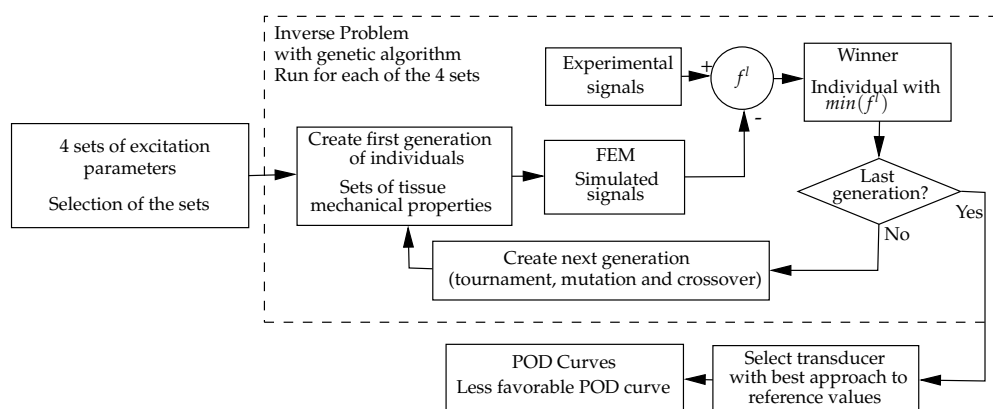 Inverse Problem
with genetic algorithm
Run for each of the 4 sets
Experimental
signals
+
f^l
-
Winner
Individual with
min(f^l)
4 sets of excitation
parameters
Selection of the sets
Create first generation
of individuals
Sets of tissue
mechanical properties
FEM
Simulated
signals
Last
generation?
Yes
No
Create next generation
(tournament, mutation and crossover)
POD Curves
Less favorable POD curve
Select transducer
with best approach to
reference values